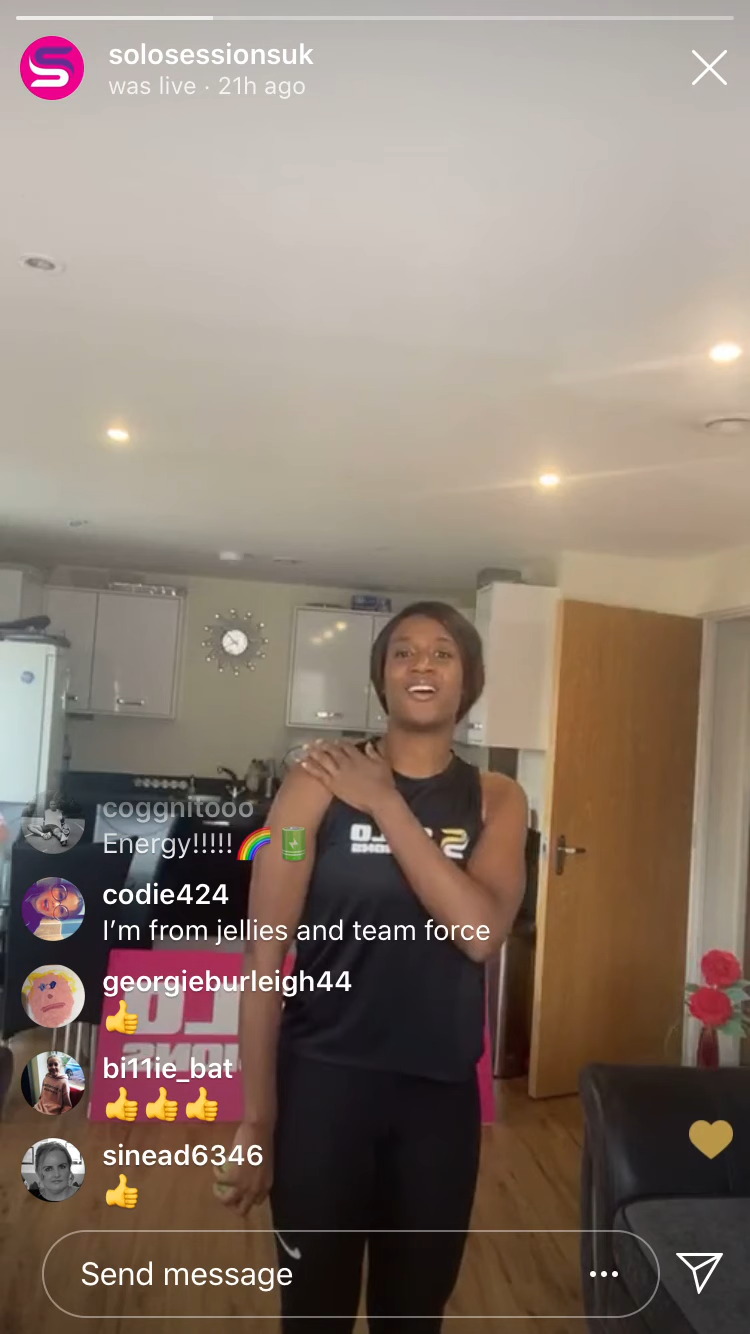 solosessionsuk
was live · 21h ago
coggnitooo
Energy!!!!!🌈🔋
codie424
I’m from jellies and team force
georgieburleigh44
👍
bi11ie_bat
👍👍👍
sinead6346
👍
Send message